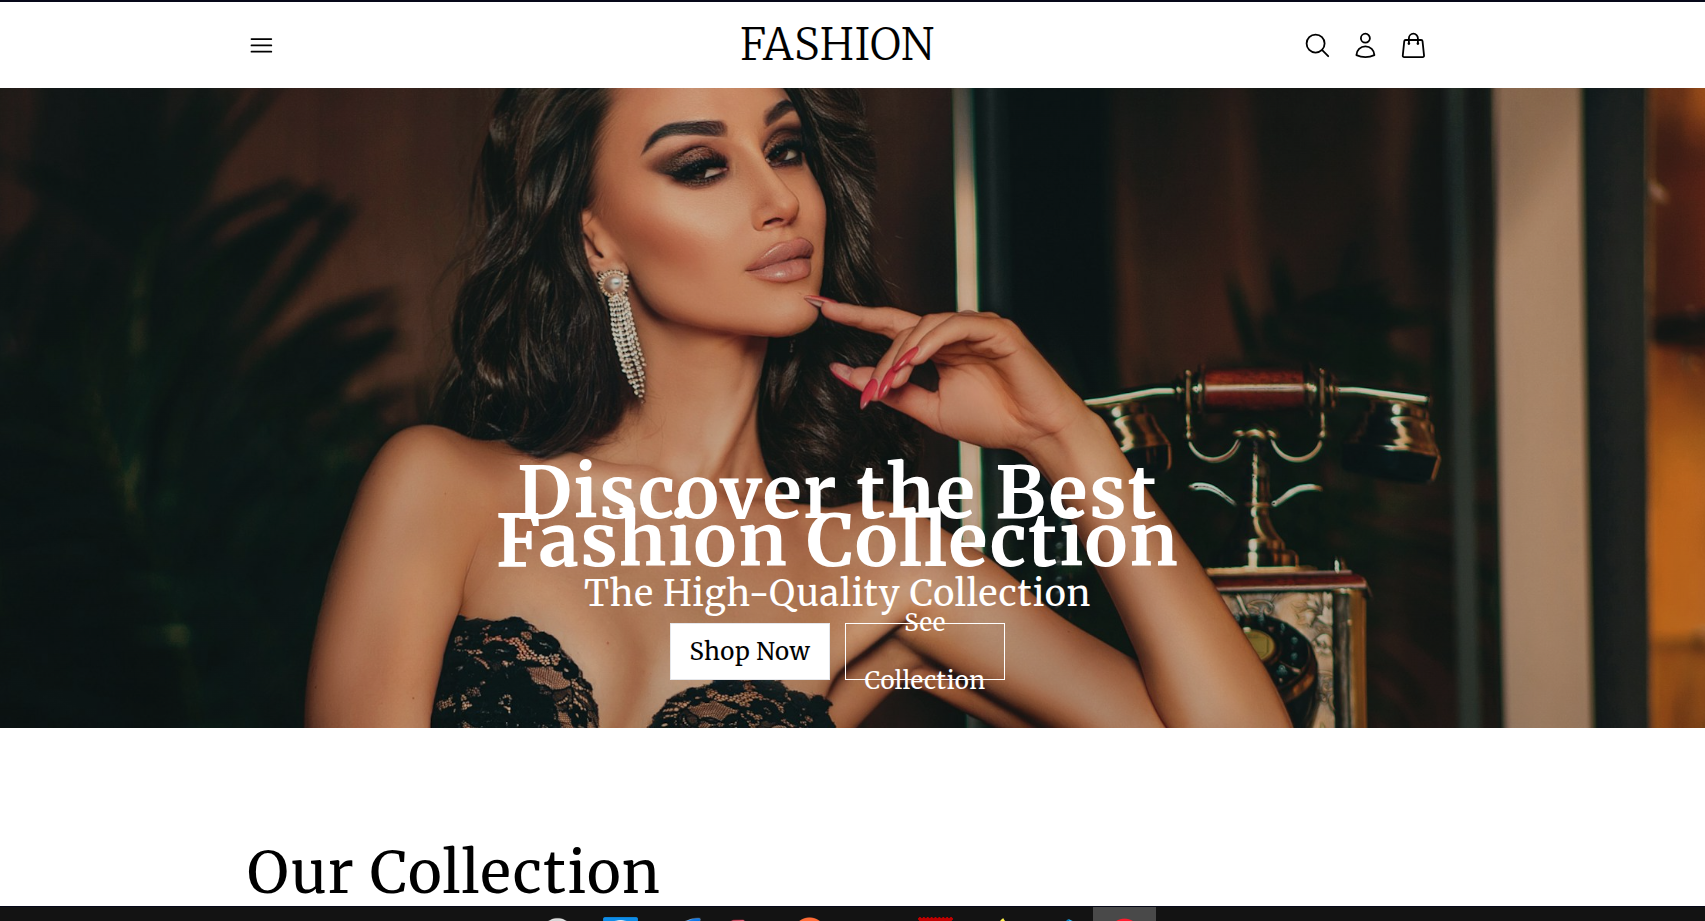 FASHION
Discover the Best
Fashion Collection
The High-Quality Collection
Shop Now
See
Collection
Our Collection